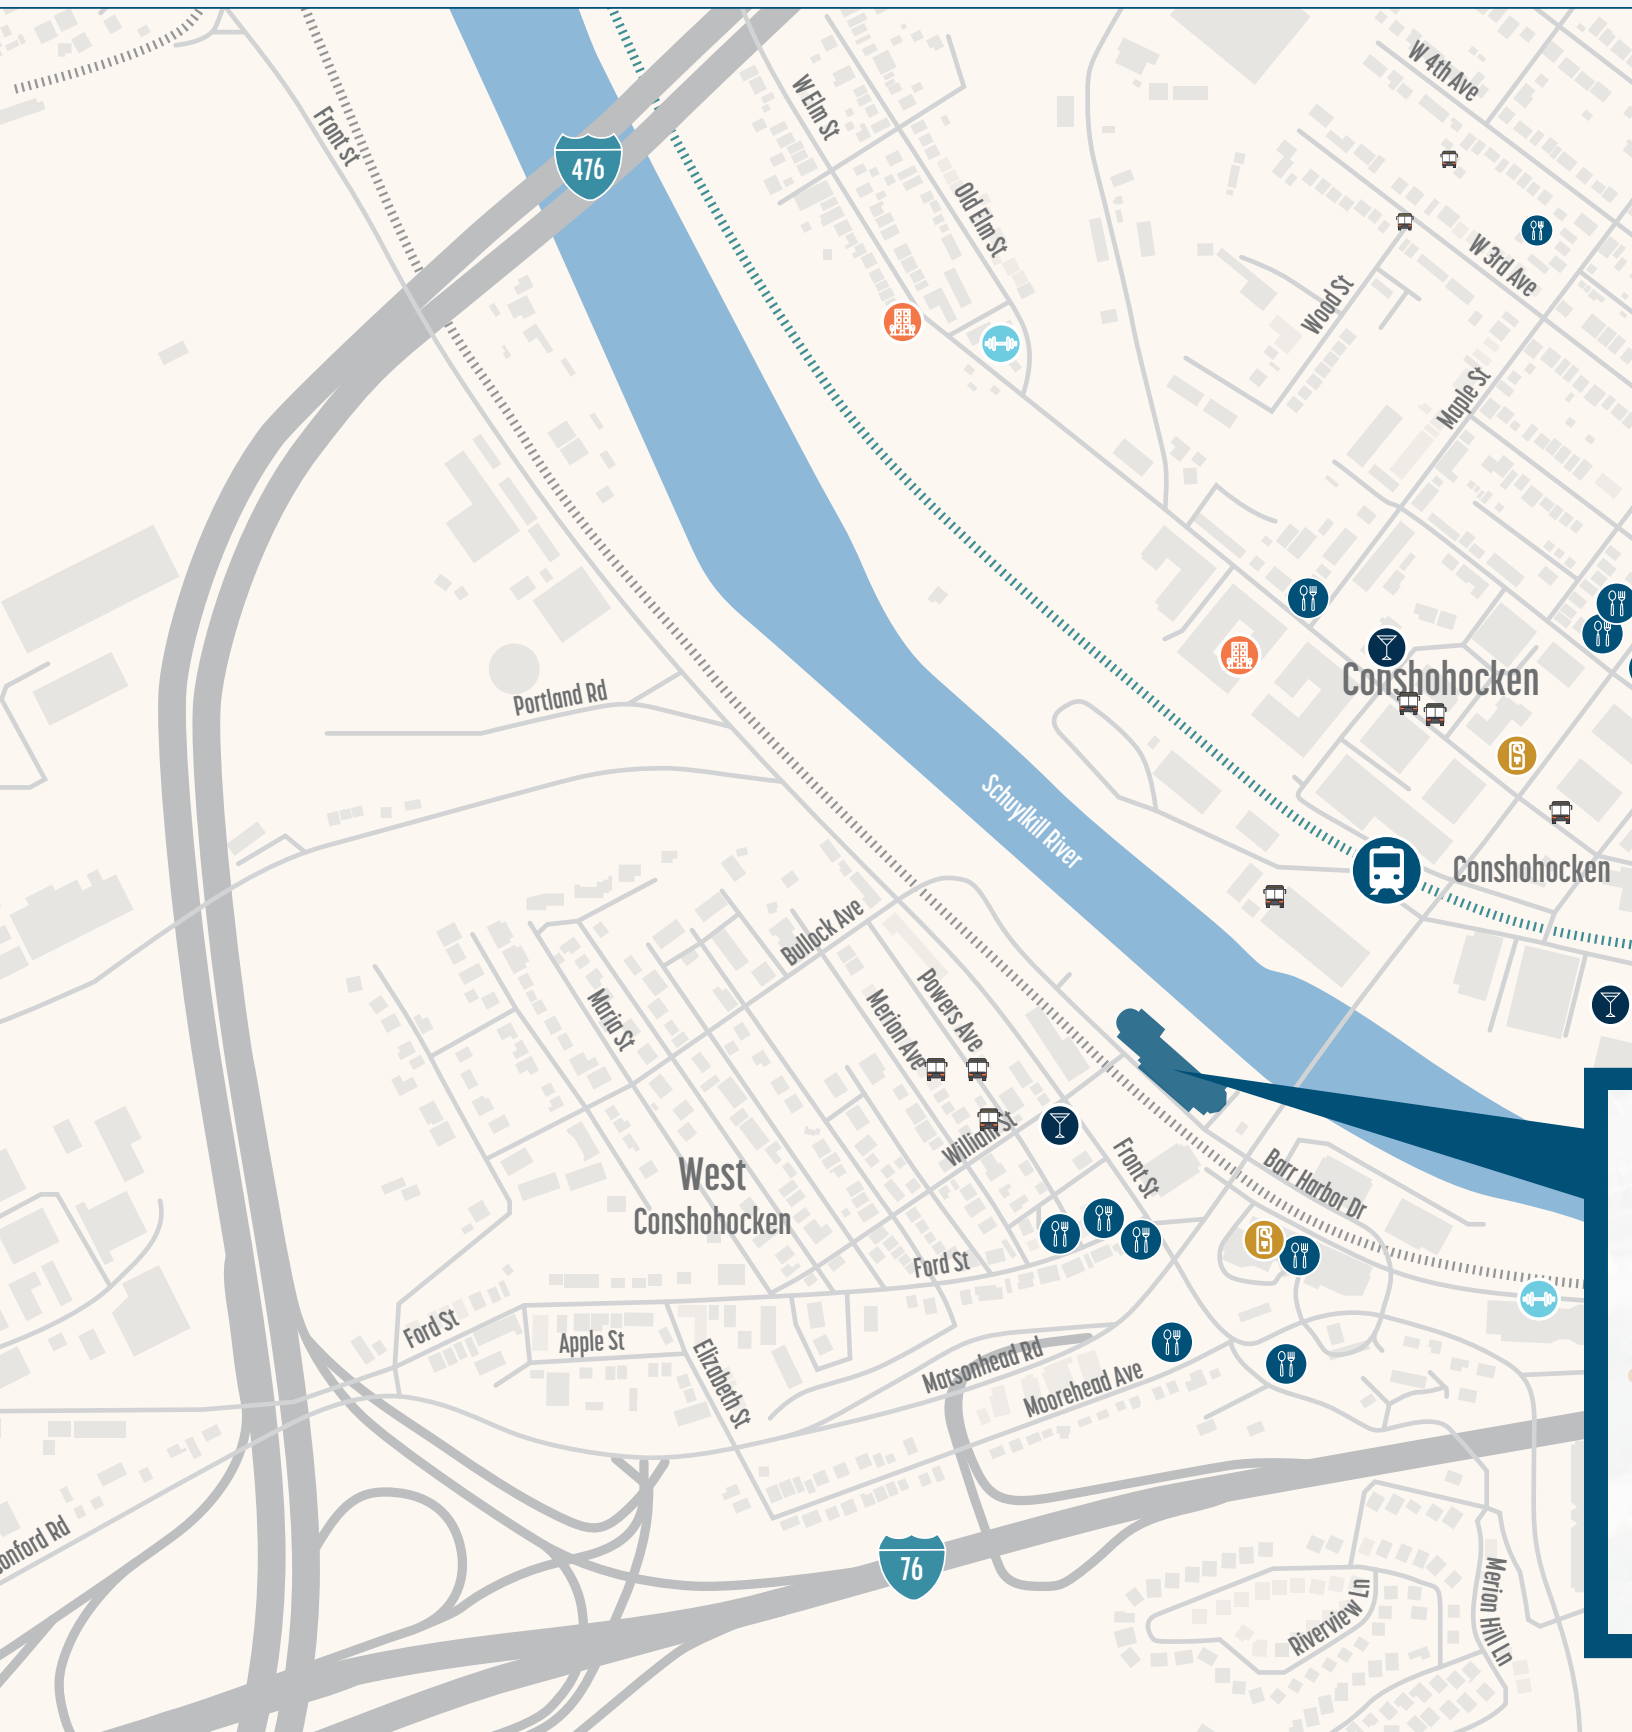 W 4th Ave
W Elm St
Front St
476
Old Elm St
W 3rd Ave
Wood St
Maple St
Conshohocken
Portland Rd
Schuylkill River
Conshohocken
Bullock Ave
Powers Ave
Merion Ave
Maria St
William St
Front St
Barr Harbor Dr
West
Conshohocken
Ford St
Ford St
Apple St
Elizabeth St
Matsonhead Rd
Moorehead Ave
onford Rd
76
Riverview Ln
Merion Hill Ln